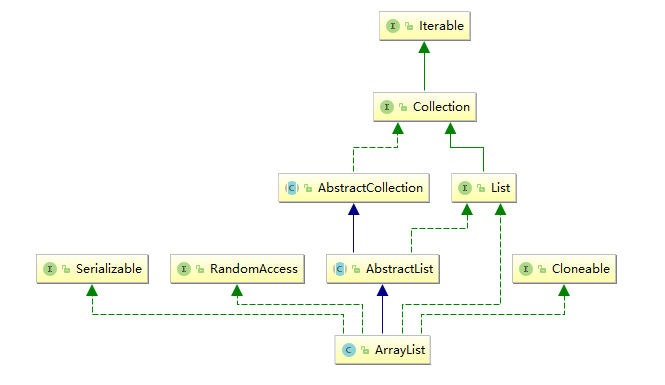 I Iterable
I Collection
C AbstractCollection
I List
I Serializable
I RandomAccess
C AbstractList
I Cloneable
C ArrayList